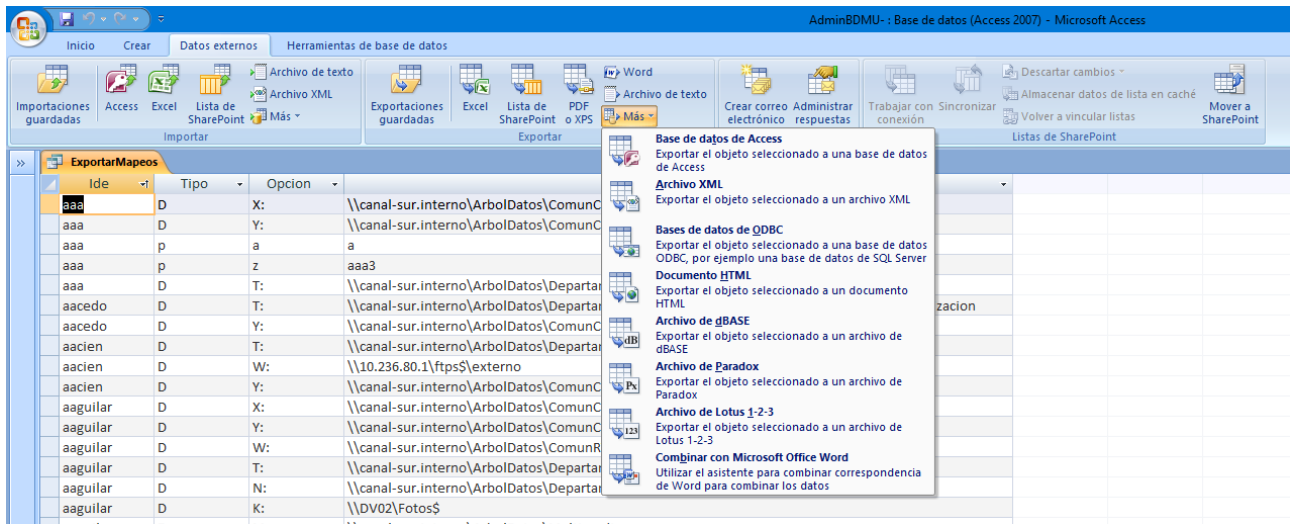 AdminBDMU- : Base de datos (Access 2007) - Microsoft Access
Inicio Crear Datos externos Herramientas de base de datos
Importaciones guardadas
Access
Excel
Lista de SharePoint
Archivo de texto
Archivo XML
Más
Importar
Exportaciones guardadas
Excel
Lista de SharePoint
PDF o XPS
Word
Archivo de texto
Más
Exportar
Crear correo electrónico
Administrar respuestas
Trabajar con conexión
Sincronizar
Descartar cambios
Almacenar datos de lista en caché
Volver a vincular listas
Mover a SharePoint
Listas de SharePoint
ExportarMapeos
Ide Tipo Opcion
aaa D X: \\canal-sur.interno\ArbolDatos\ComunC
aaa D Y: \\canal-sur.interno\ArbolDatos\ComunC
aaa p a a
aaa p z aaa3
aaa D T: \\canal-sur.interno\ArbolDatos\Departar
aacedo D T: \\canal-sur.interno\ArbolDatos\Departar zacion
aacedo D Y: \\canal-sur.interno\ArbolDatos\ComunC
aacien D T: \\canal-sur.interno\ArbolDatos\Departar
aacien D W: \\10.236.80.1\ftps$\externo
aacien D Y: \\canal-sur.interno\ArbolDatos\ComunC
aaguilar D X: \\canal-sur.interno\ArbolDatos\ComunC
aaguilar D Y: \\canal-sur.interno\ArbolDatos\ComunC
aaguilar D W: \\canal-sur.interno\ArbolDatos\ComunR
aaguilar D T: \\canal-sur.interno\ArbolDatos\Departar
aaguilar D N: \\canal-sur.interno\ArbolDatos\Departar
aaguilar D K: \\DV02\Fotos$
Base de datos de Access
Exportar el objeto seleccionado a una base de datos
de Access
Archivo XML
Exportar el objeto seleccionado a un archivo XML
Bases de datos de ODBC
Exportar el objeto seleccionado a una base de datos
ODBC, por ejemplo una base de datos de SQL Server
Documento HTML
Exportar el objeto seleccionado a un documento
HTML
Archivo de dBASE
Exportar el objeto seleccionado a un archivo de
dBASE
Archivo de Paradox
Exportar el objeto seleccionado a un archivo de
Paradox
Archivo de Lotus 1-2-3
Exportar el objeto seleccionado a un archivo de
Lotus 1-2-3
Combinar con Microsoft Office Word
Utilizar el asistente para combinar correspondencia
de Word para combinar los datos